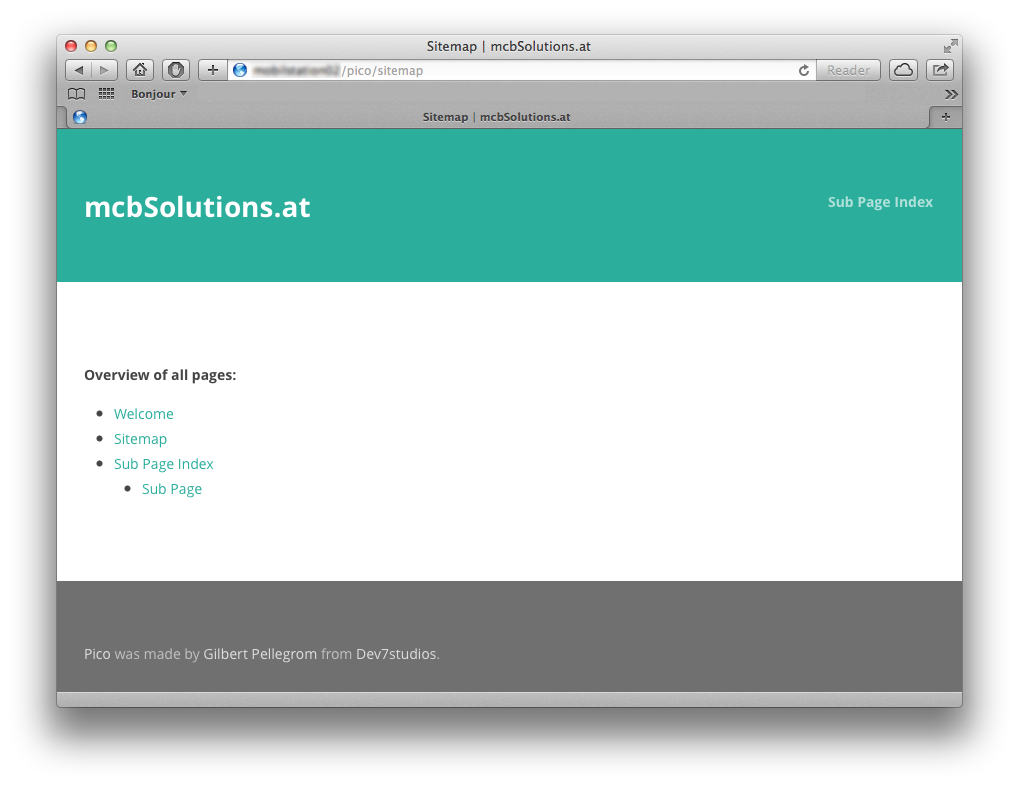 Sitemap | mcbSolutions.at
/pico/sitemap
Reader
Bonjour
Sitemap | mcbSolutions.at
mcbSolutions.at
Sub Page Index
Overview of all pages:
Welcome
Sitemap
Sub Page Index
Sub Page
Pico was made by Gilbert Pellegrom from Dev7studios.